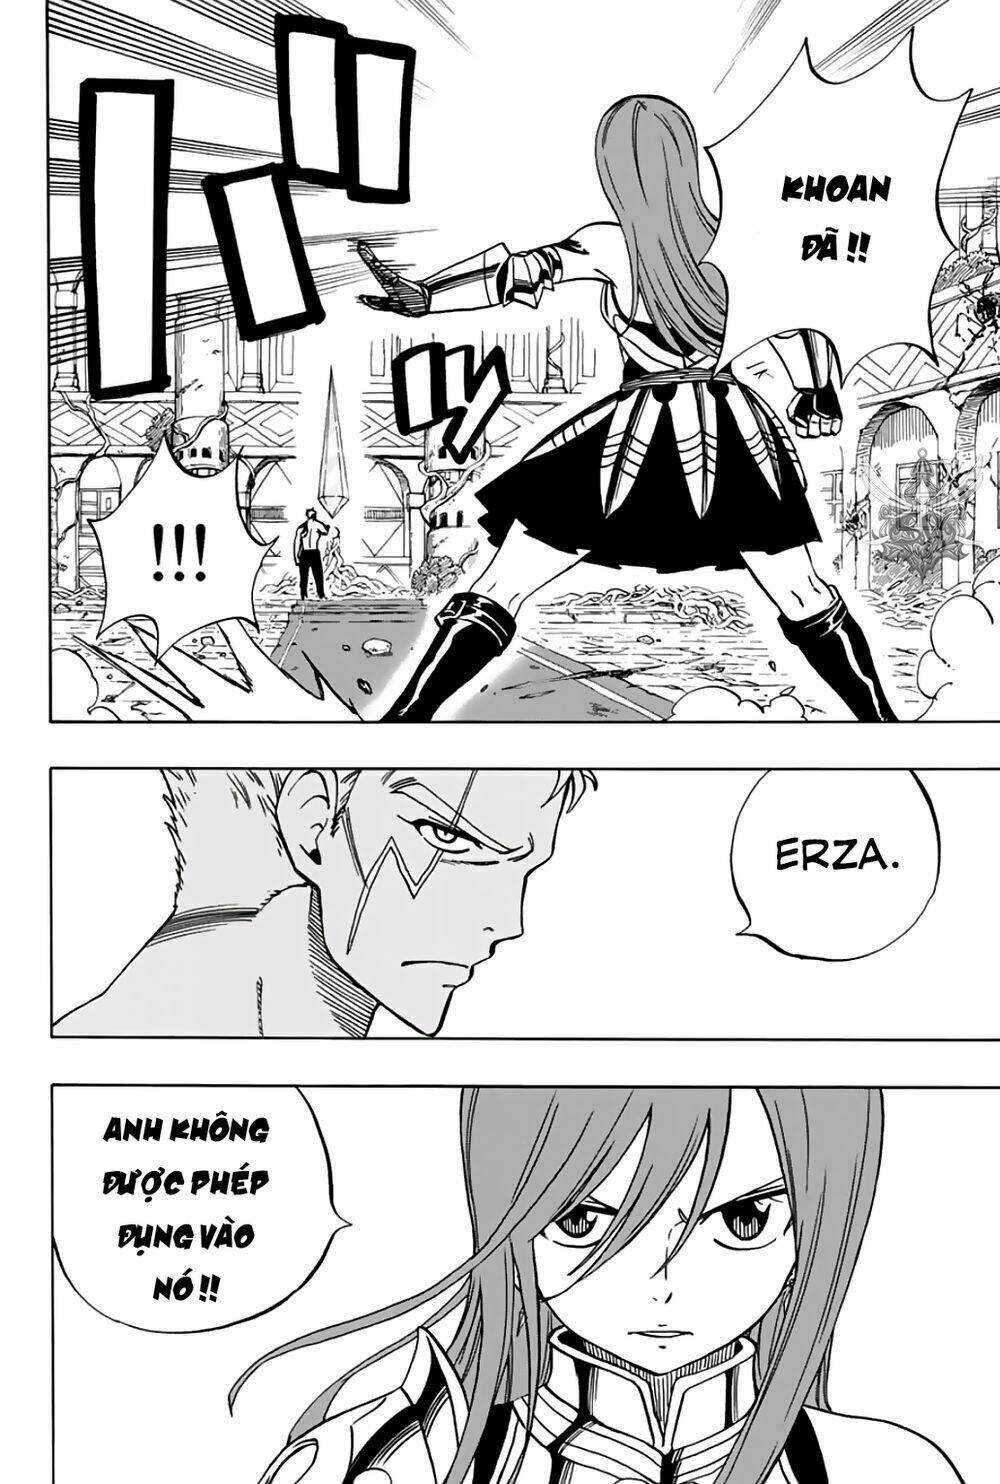 KHOAN
ĐÃ!!
!!!
ERZA.
ANH KHÔNG
ĐƯỢC PHÉP
ĐỤNG VÀO
NÓ!!